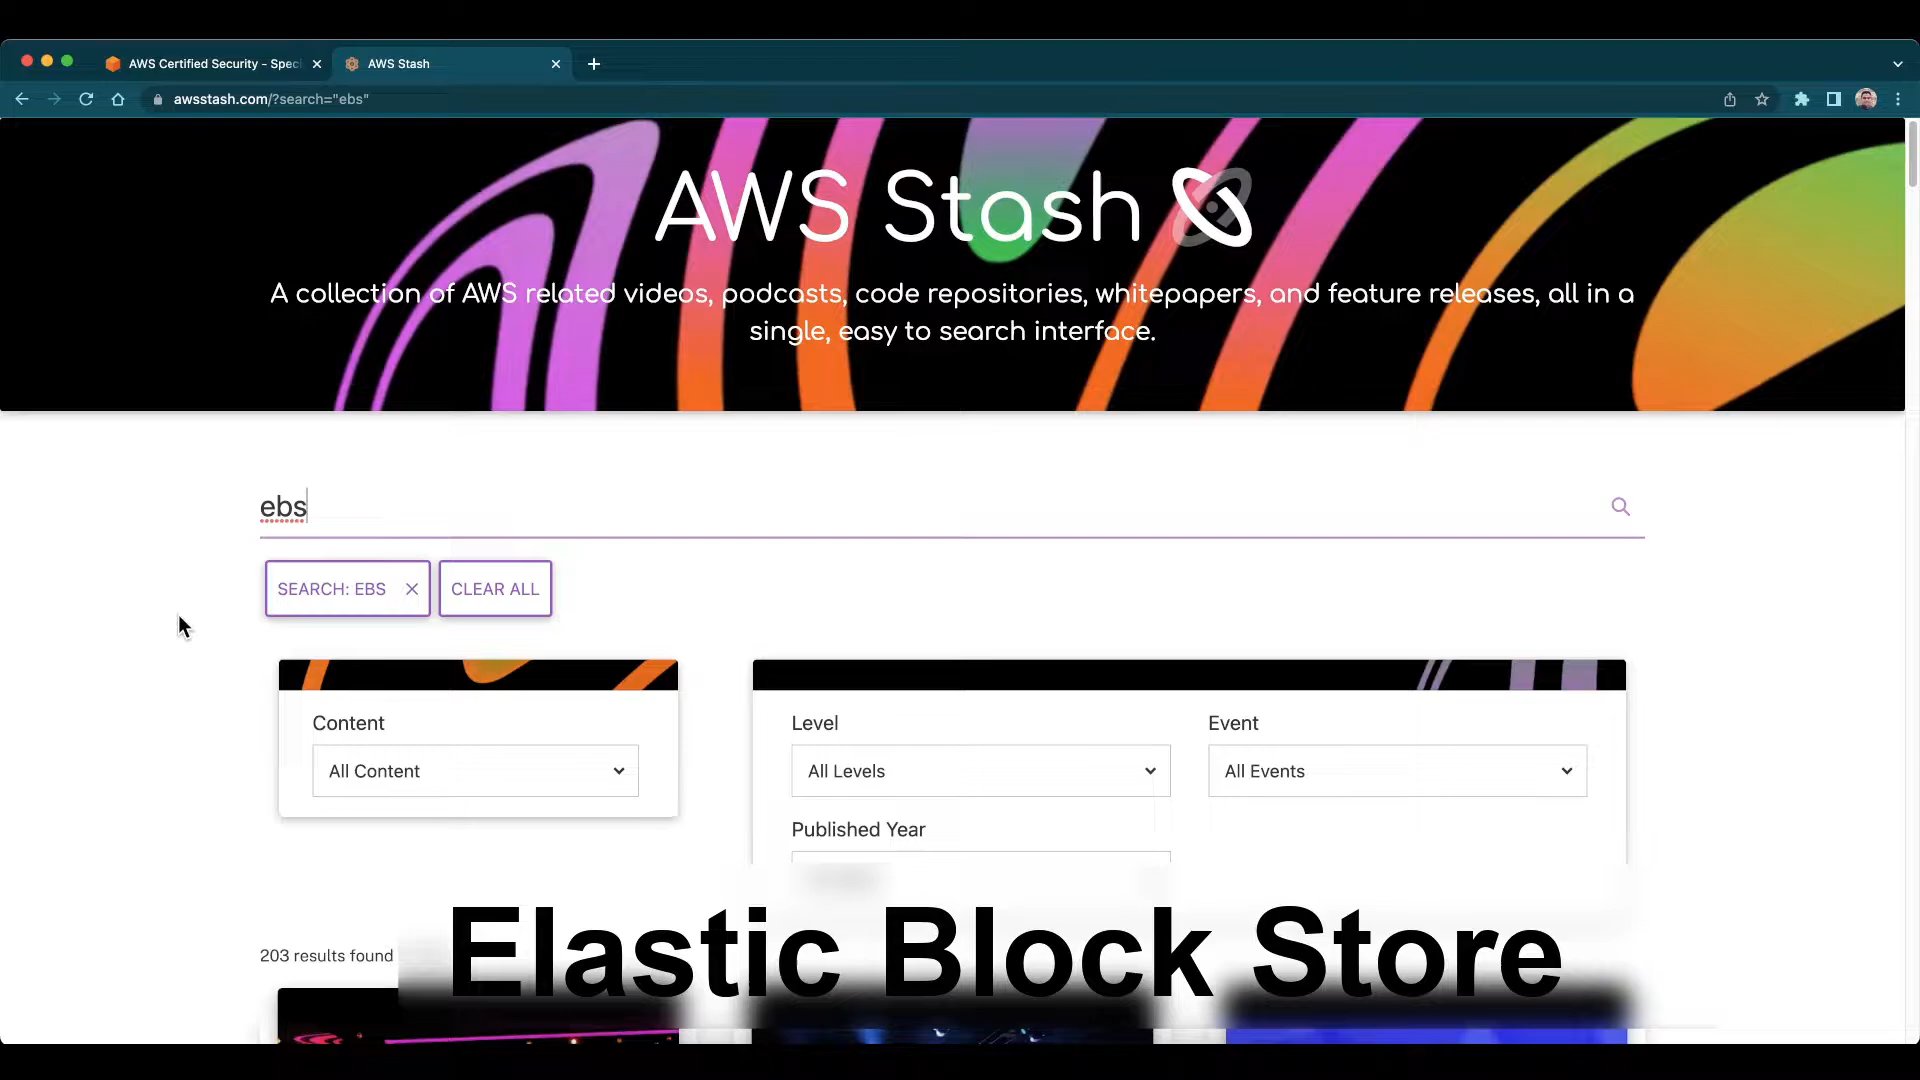 AWS Certified Security - Speci
AWS Stash
awsstash.com/?search="ebs"
AWS Stash
A collection of AWS related videos, podcasts, code repositories, whitepapers, and feature releases, all in a
single, easy to search interface.
ebs
SEARCH: EBS
CLEAR ALL
Content
All Content
Level
All Levels
Event
All Events
Published Year
203 results found
Elastic Block Store